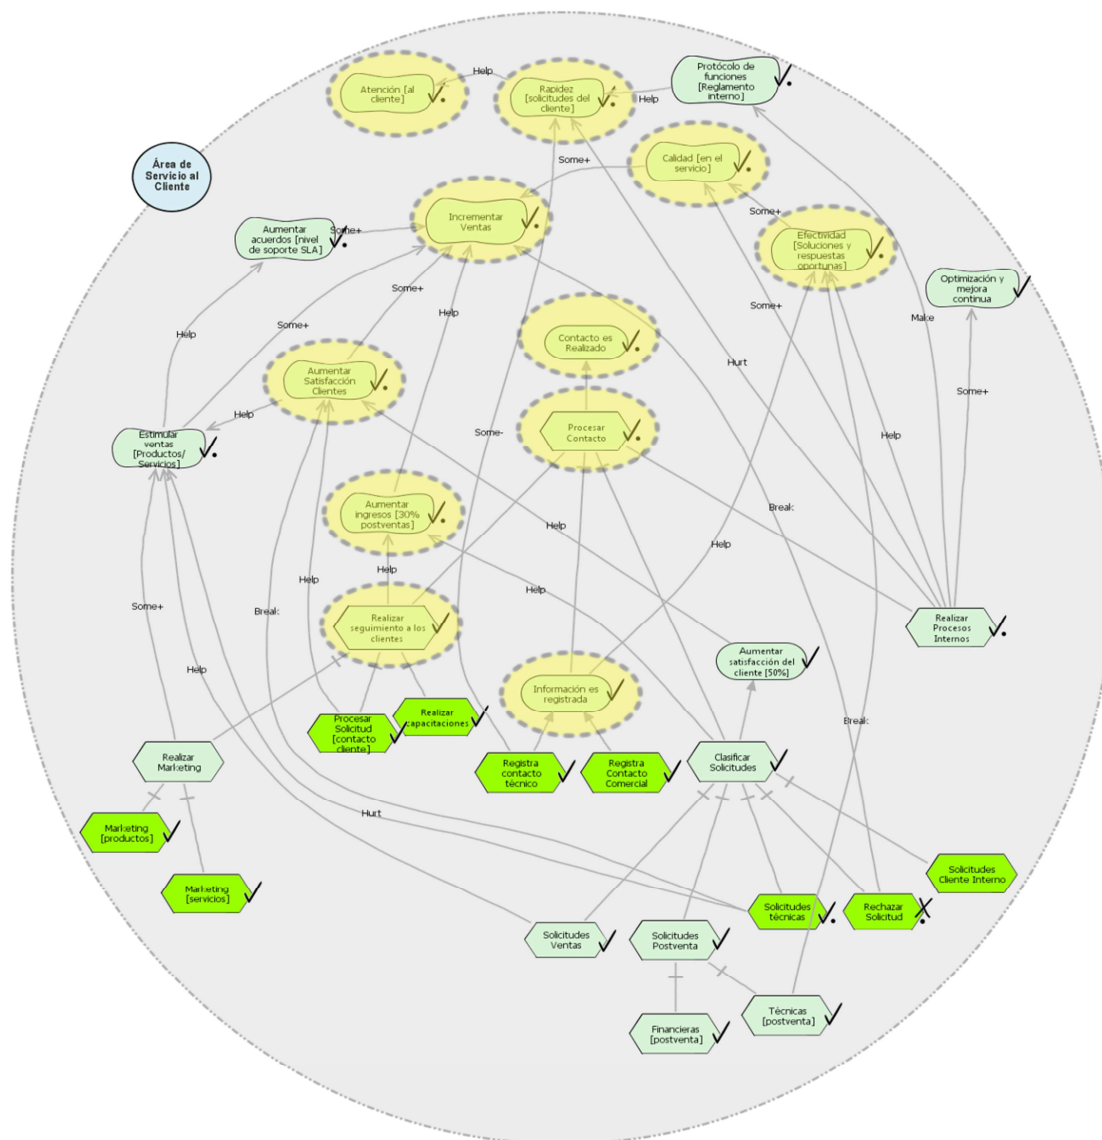 Help
Atención [al
cliente]
Rapidez
[solicitudes del
cliente]
Help
Protócolo de
funciones
[Reglamento
interno]
Some+
Calidad [en el
servicio]
Área de
Servicio al
Cliente
Aumentar
acuerdos [nivel
de soporte SLA]
Some+
Incrementar
Ventas
Some+
Efectividad
[Soluciones y
respuestas
oportunas]
Optimización y
mejora
continua
Some+
Help
Some+
Make
Help
Some+
Contacto es
Realizado
Hurt
Aumentar
Satisfacción
Clientes
Some+
Help
Estimular
ventas
[Productos/
Servicios]
Some-
Procesar
Contacto
Help
Aumentar
ingresos [30%
postventas]
Help
Break
Help
Help
Help
Help
Some+
Break
Realizar
seguimiento a los
clientes
Realizar
Procesos
Internos
Help
Aumentar
satisfacción del
cliente [50%]
Información es
registrada
Procesar
Solicitud
[contacto
cliente]
Realizar
capacitaciones
Break
Realizar
Marketing
Registra
contacto
técnico
Registra
Contacto
Comercial
Clasificar
Solicitudes
Hurt
Marketing
[productos]
Marketing
[servicios]
Solicitudes
Cliente Interno
Solicitudes
técnicas
Rechazar
Solicitud
Solicitudes
Ventas
Solicitudes
Postventa
Técnicas
[postventa]
Financieras
[postventa]